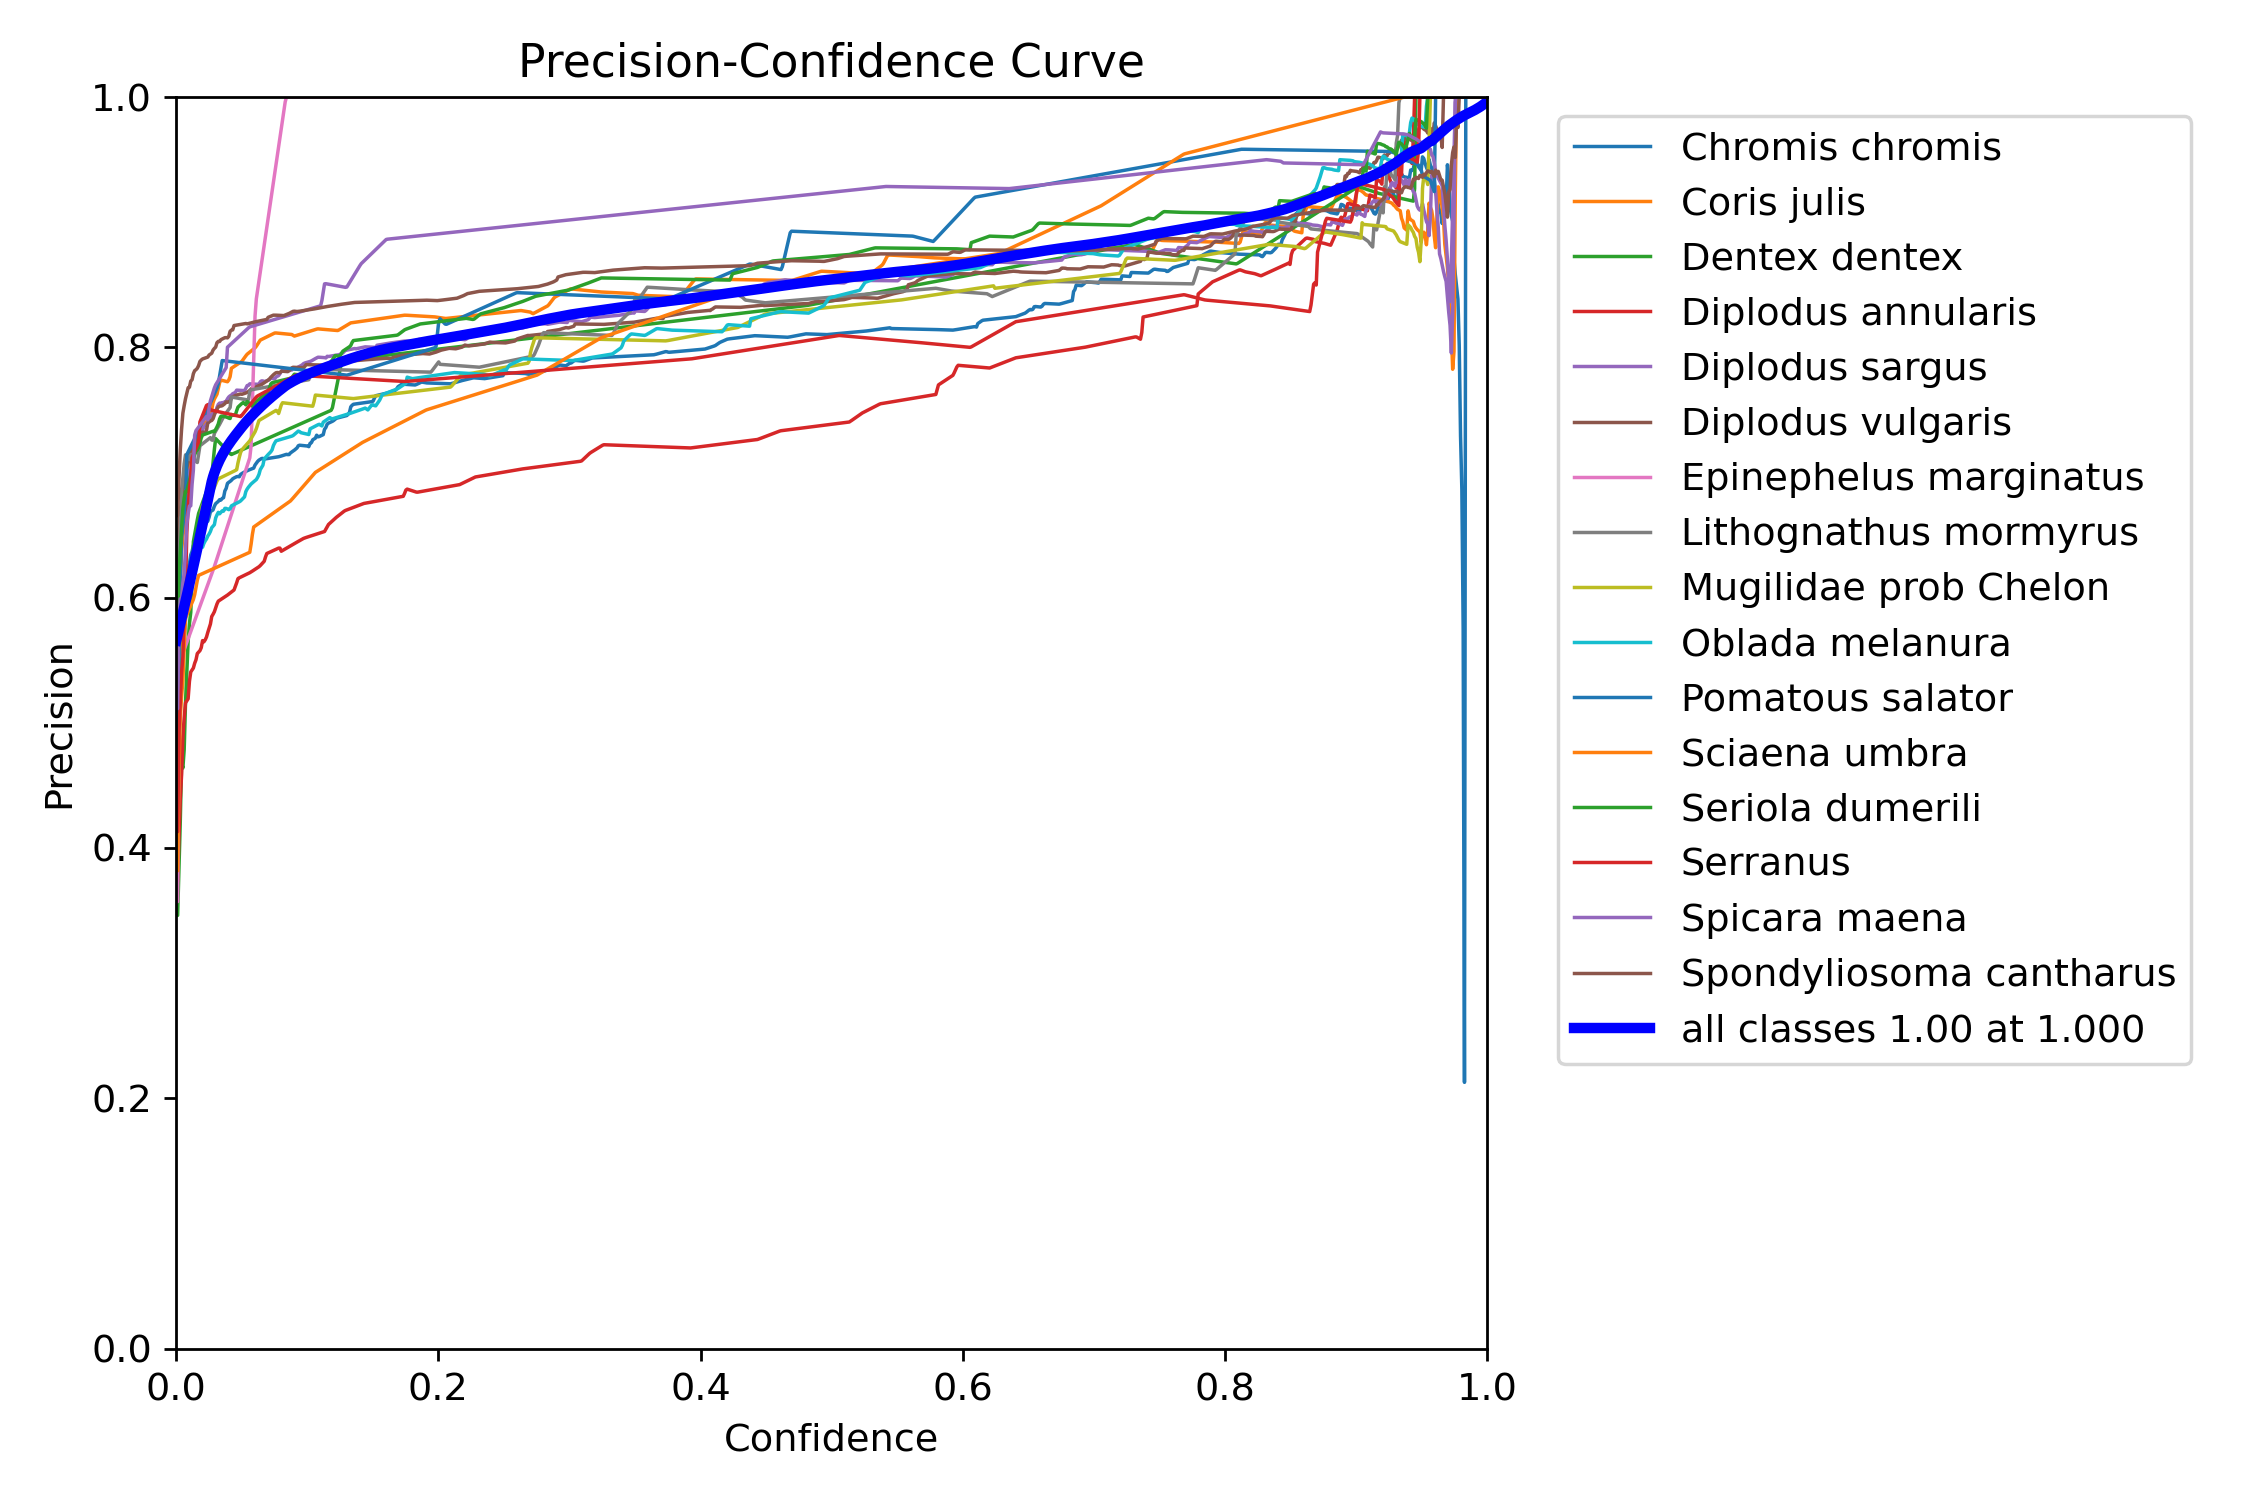 Precision-Confidence Curve
1.0
0.8
0.6
0.4
0.2
0.0
Precision
0.0 0.2 0.4 0.6 0.8 1.0
Confidence
Chromis chromis
Coris julis
Dentex dentex
Diplodus annularis
Diplodus sargus
Diplodus vulgaris
Epinephelus marginatus
Lithognathus mormyrus
Mugilidae prob Chelon
Oblada melanura
Pomatous salator
Sciaena umbra
Seriola dumerili
Serranus
Spicara maena
Spondyliosoma cantharus
all classes 1.00 at 1.000